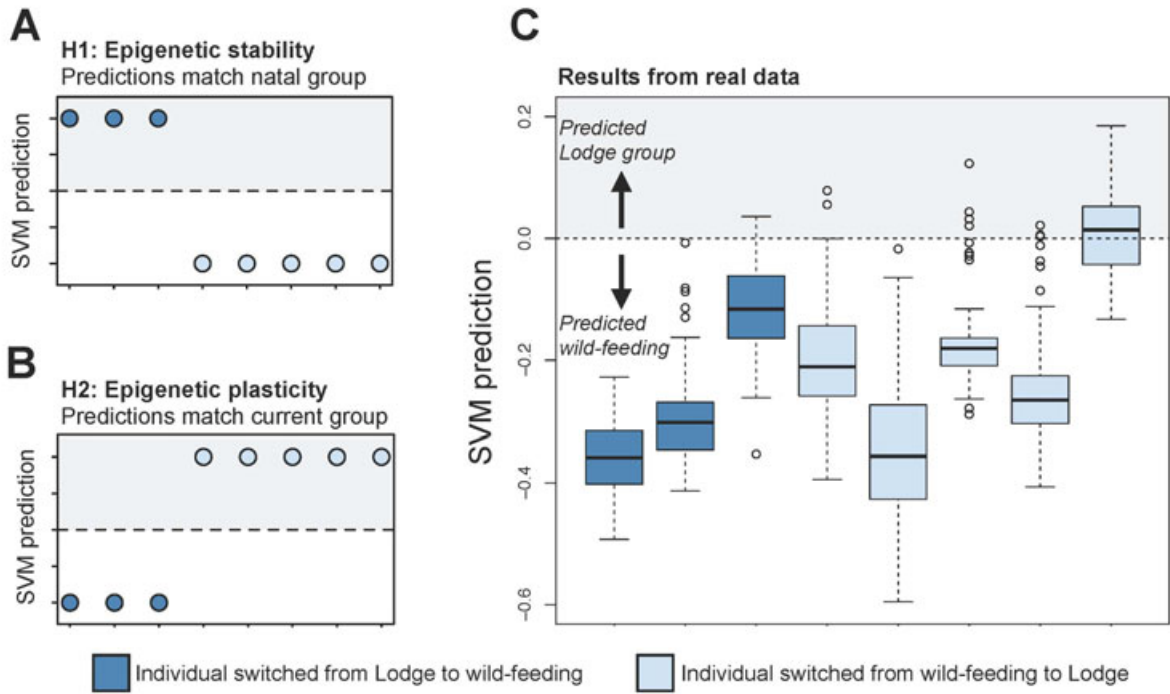 A
H1: Epigenetic stability
Predictions match natal group
SVM prediction
B
H2: Epigenetic plasticity
Predictions match current group
SVM prediction
C
Results from real data
SVM prediction
0.2
0.0
−0.2
−0.4
−0.6
Predicted
Lodge group
Predicted
wild-feeding
Individual switched from Lodge to wild-feeding
Individual switched from wild-feeding to Lodge